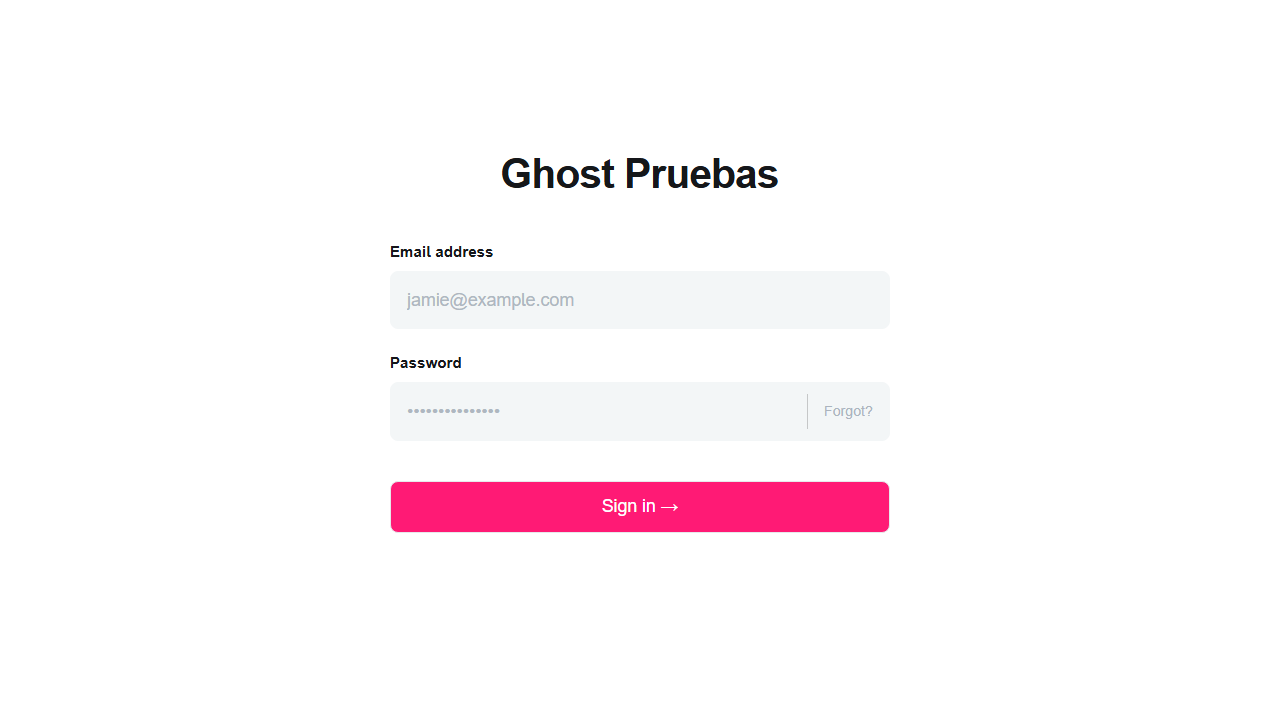 Ghost Pruebas
Email address
jamie@example.com
Password
•••••••••••••••
Forgot?
Sign in →